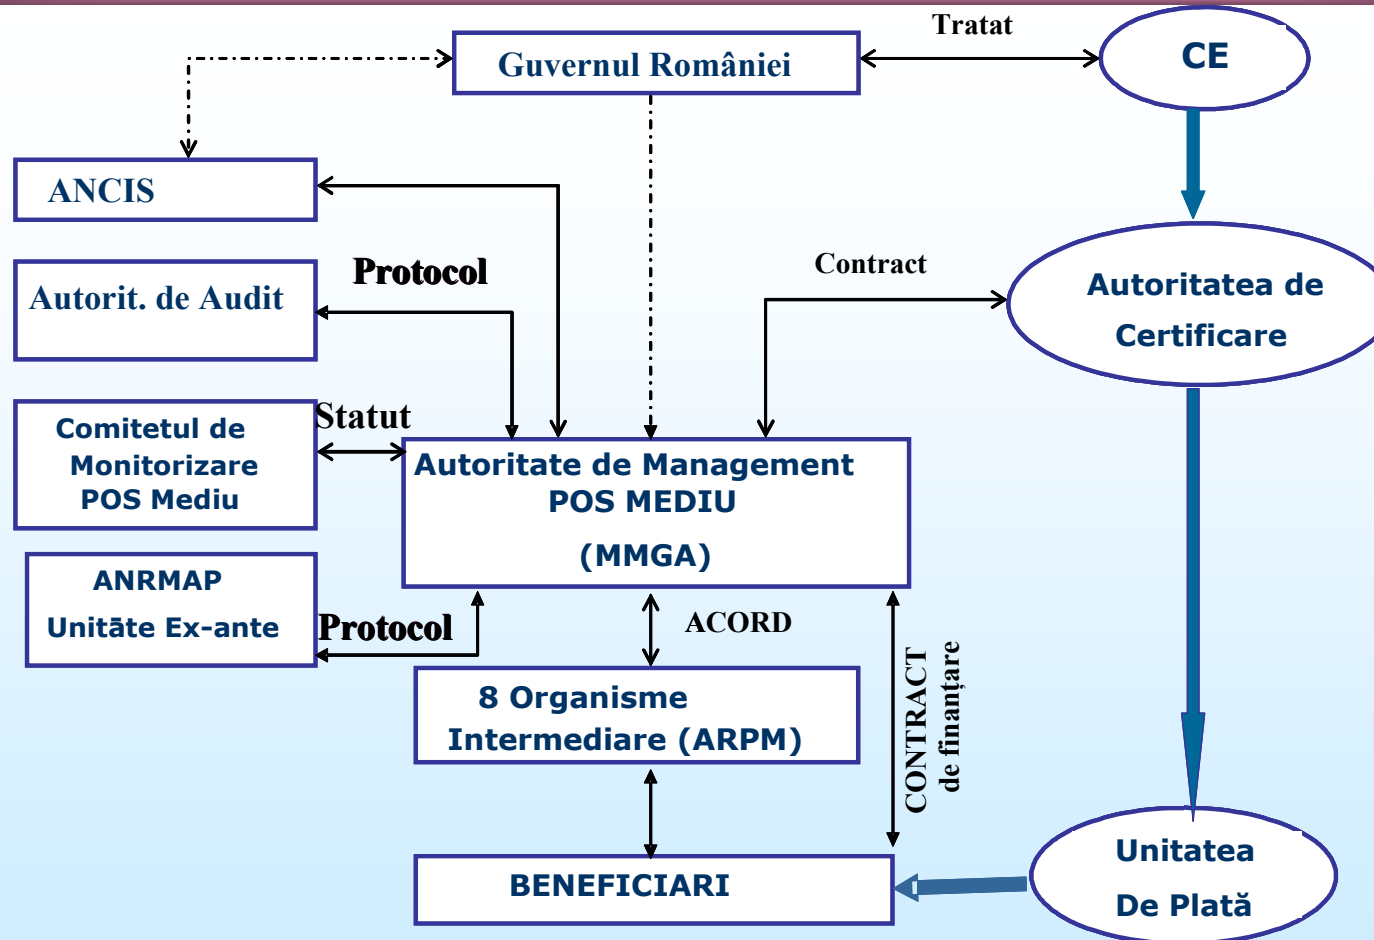 Tratat
Guvernul României
CE
ANCIS
Protocol
Contract
Autorit. de Audit
Autoritatea de
Certificare
Statut
Comitetul de
Monitorizare
POS Mediu
Autoritate de Management
POS MEDIU
(MMGA)
ANRMAP
Unităte Ex-ante
Protocol
ACORD
8 Organisme
Intermediare (ARPM)
CONTRACT
de finanțare
Unitatea
De Plată
BENEFICIARI